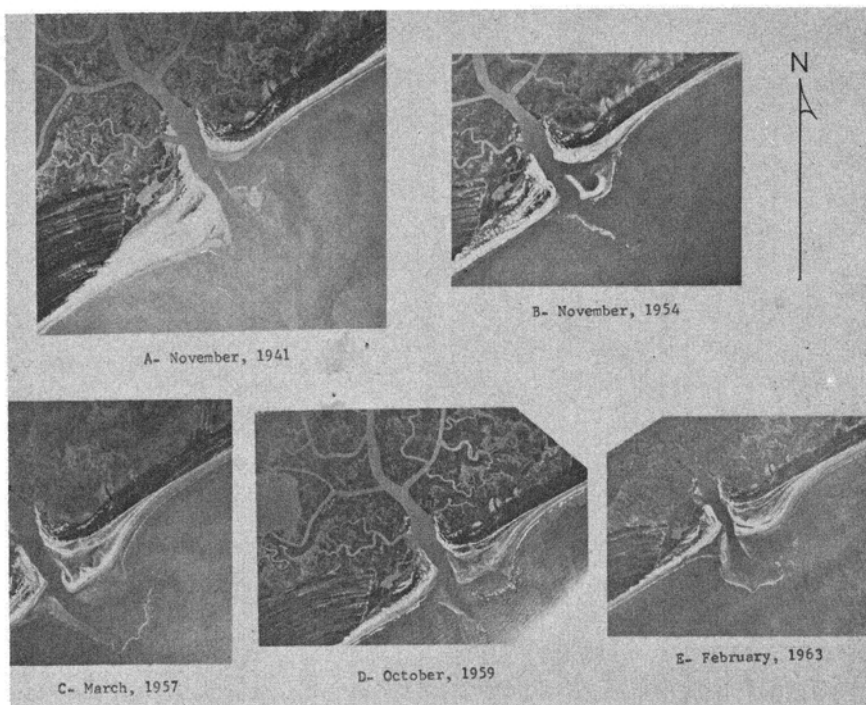 N
A- November, 1941
B- November, 1954
C- March, 1957
D- October, 1959
E- February, 1963